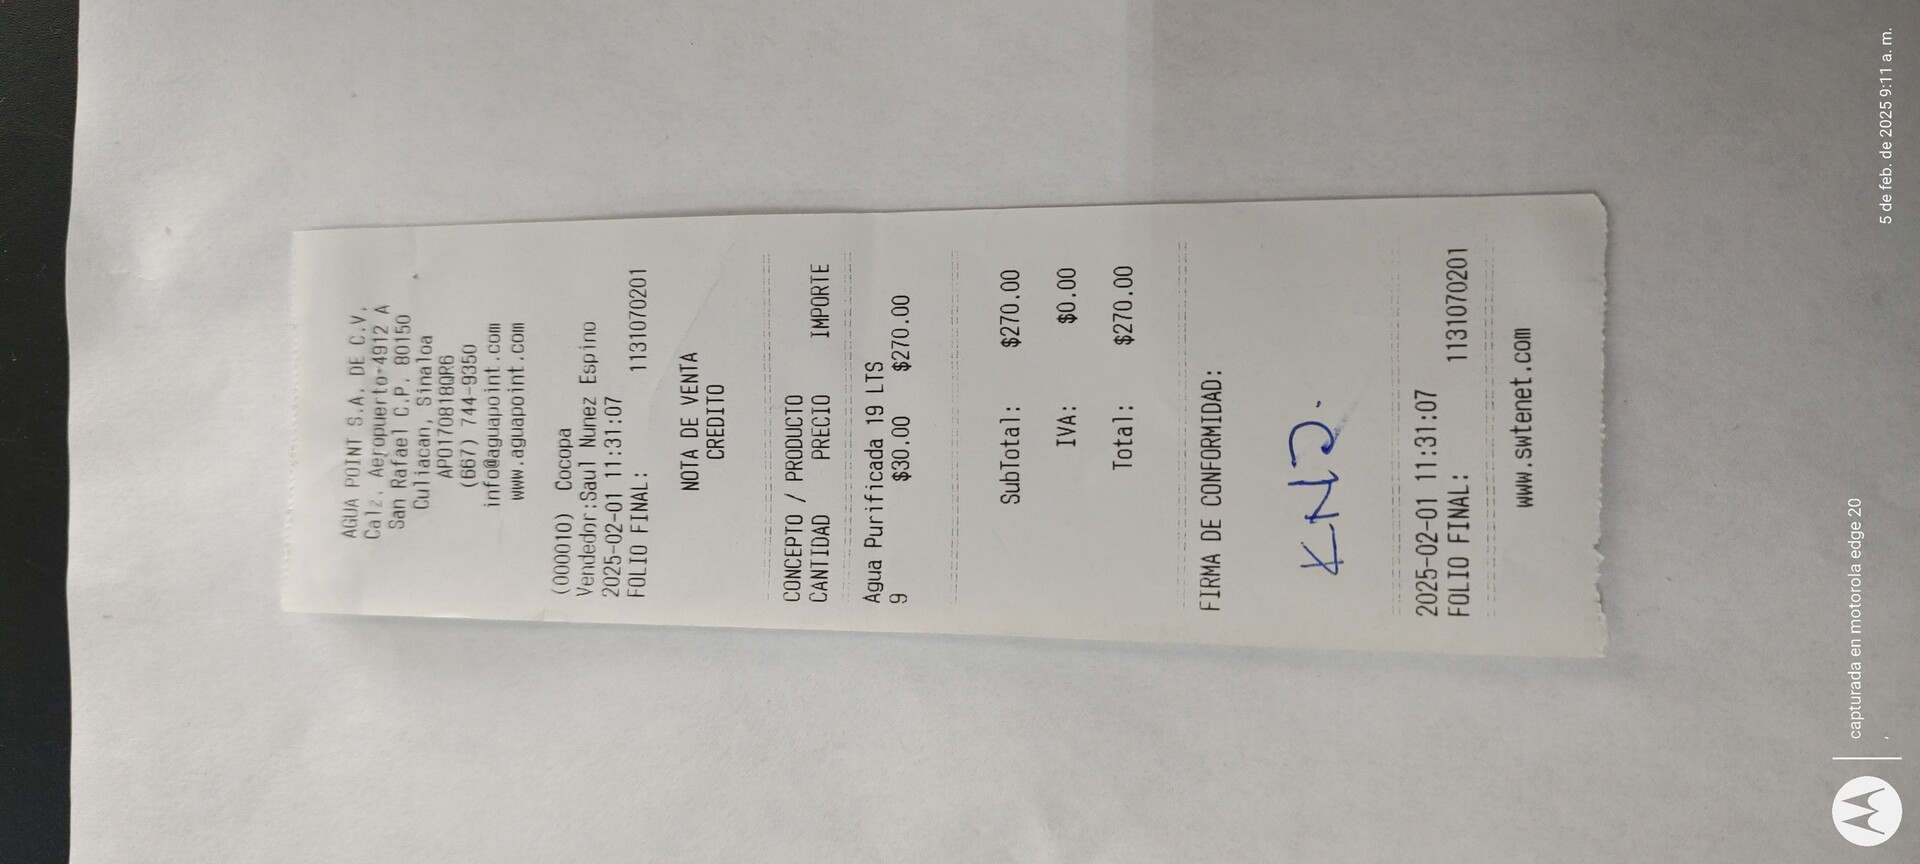 AGUA POINT S.A. DE C.V.
Calz. Aeropuerto 4912 A
San Rafael C.P. 80150
Culiacan, Sinaloa
APO170818QR6
(667) 744-9350
info@aguapoint.com
www.aguapoint.com
(000010) Cocopa
Vendedor:Saul Nunez Espino
2025-02-01 11:31:07
FOLIO FINAL: 1131070201
NOTA DE VENTA
CREDITO
CONCEPTO / PRODUCTO
CANTIDAD PRECIO IMPORTE
Agua Purificada 19 LTS
9 $30.00 $270.00
SubTotal: $270.00
IVA: $0.00
Total: $270.00
FIRMA DE CONFORMIDAD:
2025-02-01 11:31:07
FOLIO FINAL: 1131070201
www.swtenet.com
capturada en motorola edge 20
5 de feb. de 2025 9:11 a. m.